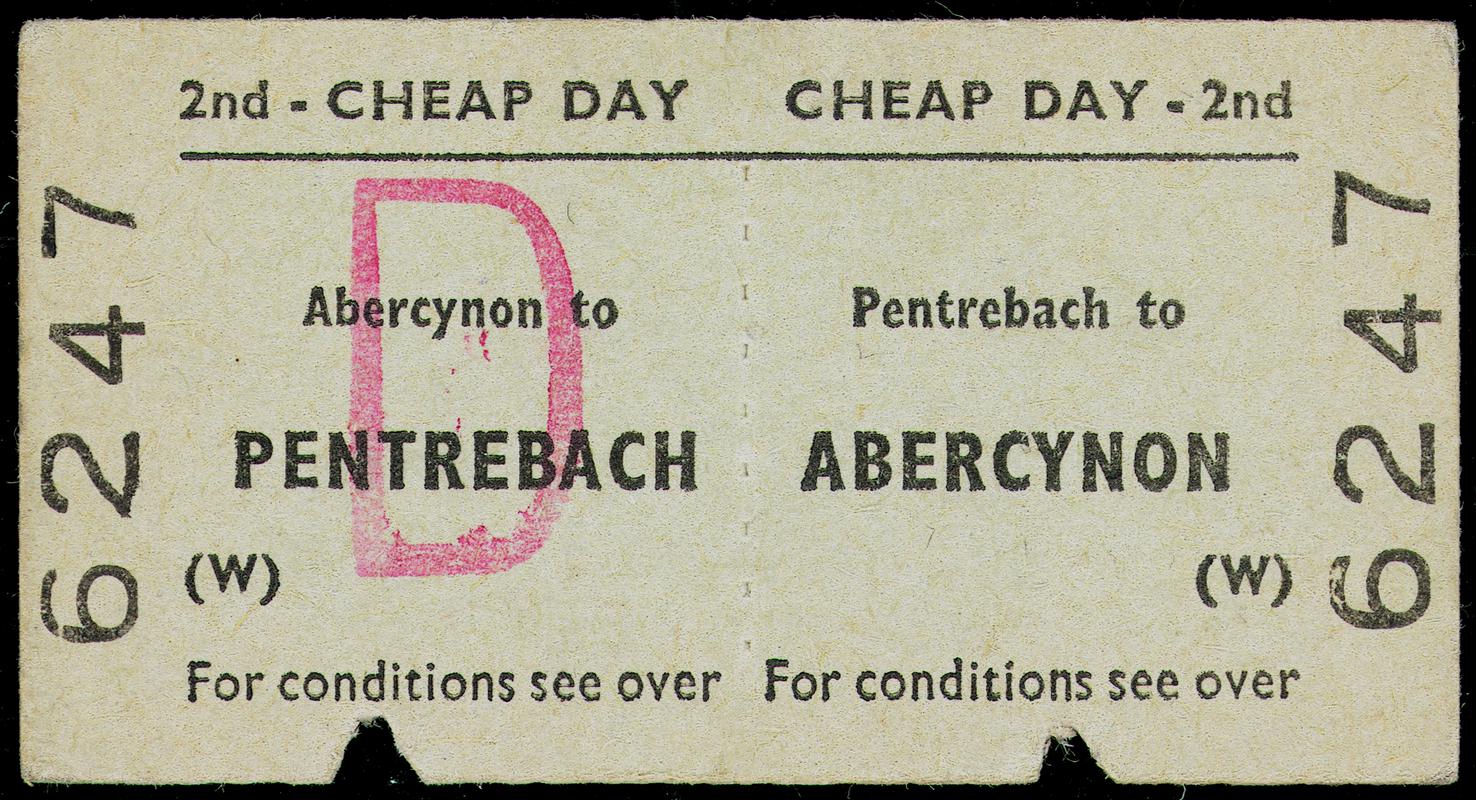 2nd - CHEAP DAY
D
Abercynon to
PENTREBACH
(W)
For conditions see over
6247
CHEAP DAY - 2nd
Pentrebach to
ABERCYNON
(W)
For conditions see over
6247